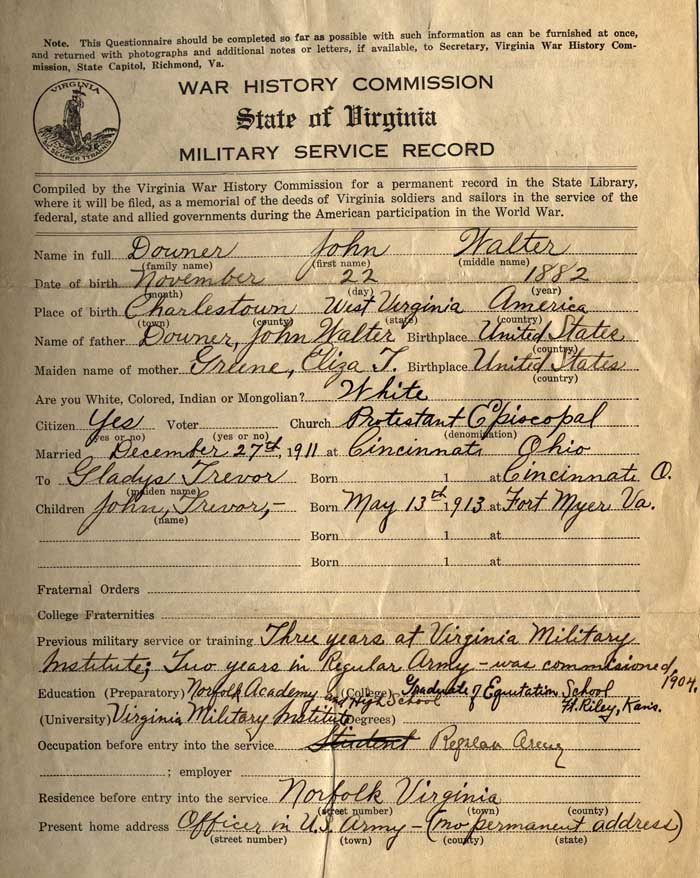 Note. This Questionnaire should be completed so far as possible with such information as can be furnished at once,
and returned with photographs and additional notes or letters, if available, to Secretary, Virginia War History Com-
mission, State Capitol, Richmond, Va.
VIRGINIA
SIC SEMPER TYRANNIS
WAR HISTORY COMMISSION
State of Virginia
MILITARY SERVICE RECORD
Compiled by the Virginia War History Commission for a permanent record in the State Library,
where it will be filed, as a memorial of the deeds of Virginia soldiers and sailors in the service of the
federal, state and allied governments during the American participation in the World War.
Name in full Downer John Walter
(family name) (first name) (middle name)
Date of birth November 22 1882
(month) (day) (year)
Place of birth Charlestown West Virginia America
(town) (county) (state) (country)
Name of father Downer, John Walter Birthplace United States
(country)
Maiden name of mother Greene, Eliza T. Birthplace United States
(country)
Are you White, Colored, Indian or Mongolian? White
Citizen Yes Voter Church Protestant Episcopal
(yes or no) (yes or no) (denomination)
Married December 27th, 1911 at Cincinnati Ohio
To Gladys Trevor Born 1 at Cincinnati O.
(maiden name)
Children John Trevor,- Born May 13th 1913 at Fort Myer Va.
(name)
Born 1 at
Born 1 at
Fraternal Orders
College Fraternities
Previous military service or training Three years at Virginia Military
Institute; Two years in Regular Army - was commissioned, 1904.
Education (Preparatory) Norfolk Academy and High School (College) Graduate of Equitation School
Ft. Riley, Kans.
(University) Virginia Military Institute (Degrees)
Occupation before entry into the service Student Regular Army
; employer
Residence before entry into the service Norfolk Virginia
(street number) (town) (county)
Present home address Officer in U.S. Army - (no permanent address)
(street number) (town) (county) (state)